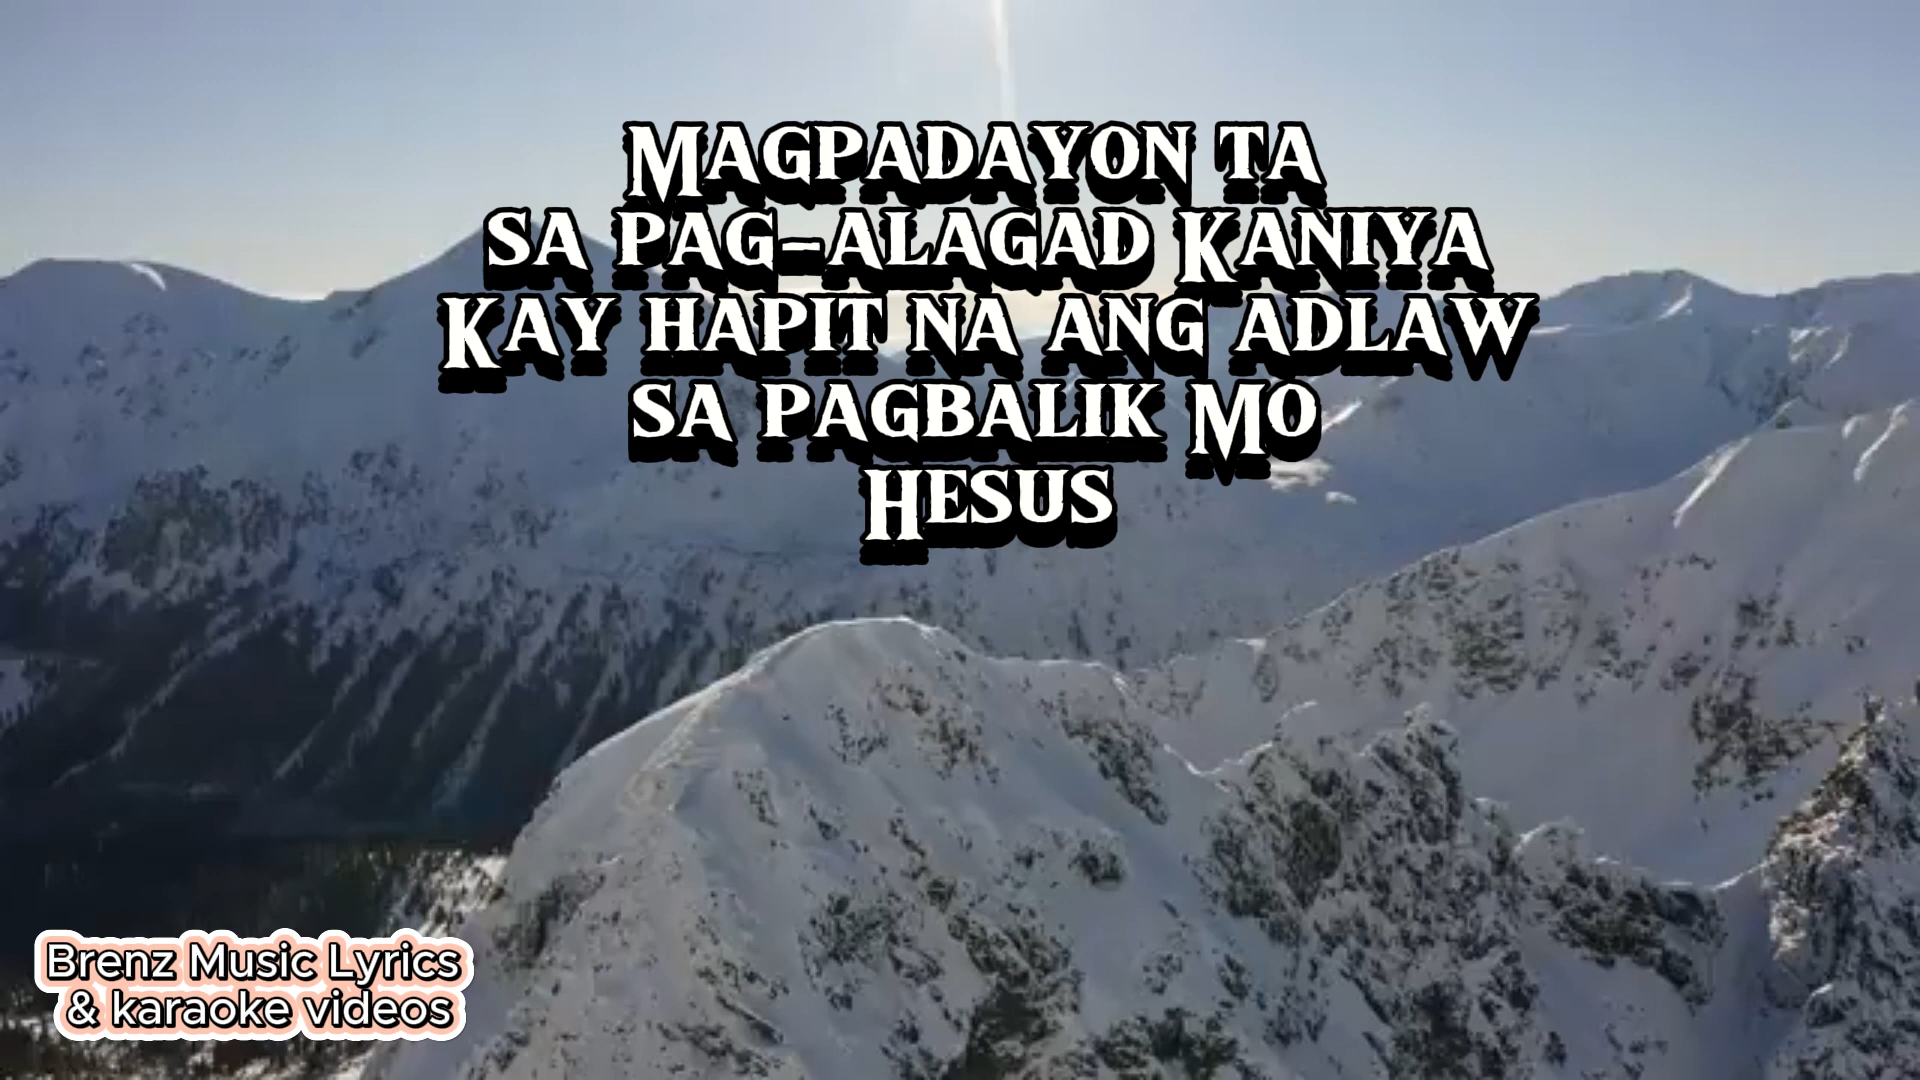 Magpadayon ta
sa pag-alagad Kaniya
Kay hapit na ang adlaw
sa pagbalik Mo
Hesus
Brenz Music Lyrics
& karaoke videos